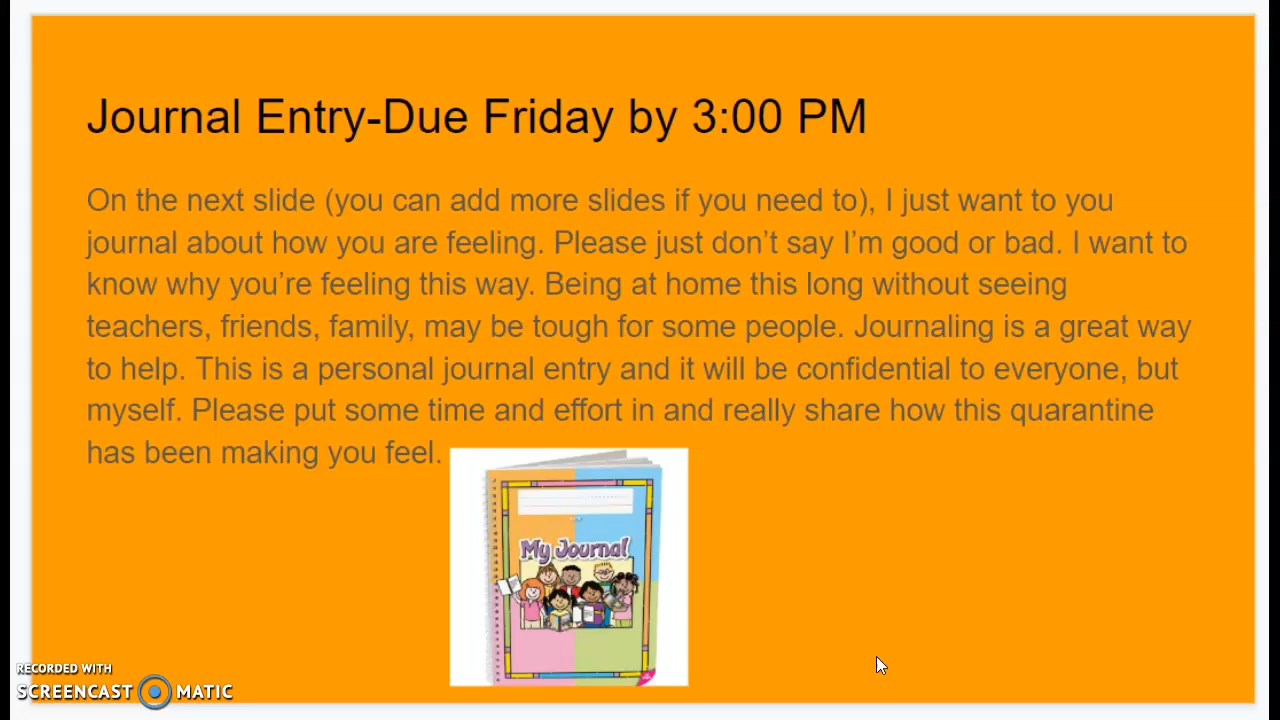 Journal Entry-Due Friday by 3:00 PM
On the next slide (you can add more slides if you need to), I just want to you
journal about how you are feeling. Please just don’t say I’m good or bad. I want to
know why you’re feeling this way. Being at home this long without seeing
teachers, friends, family, may be tough for some people. Journaling is a great way
to help. This is a personal journal entry and it will be confidential to everyone, but
myself. Please put some time and effort in and really share how this quarantine
has been making you feel.
My Journal
RECORDED WITH
SCREENCAST MATIC